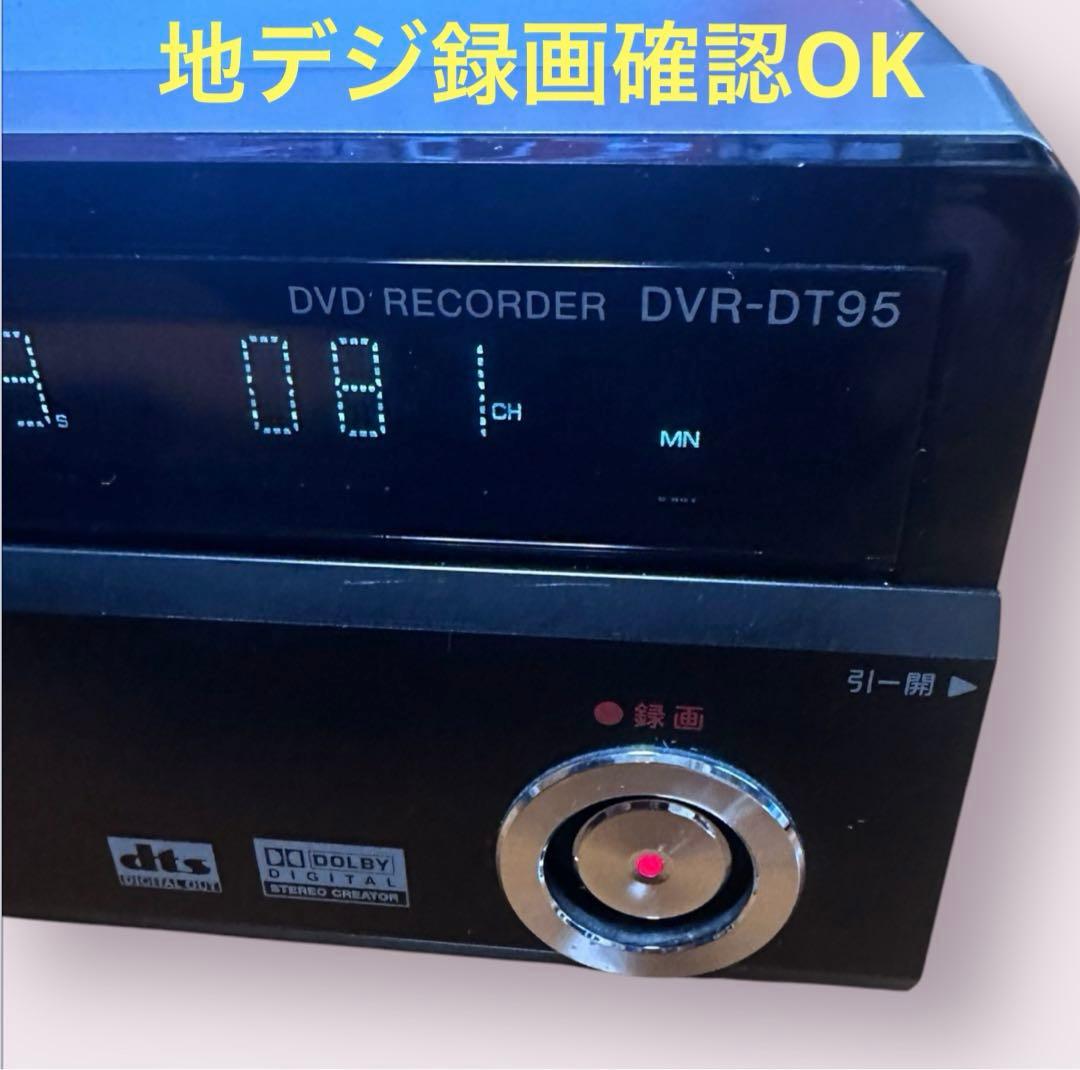 地デジ録画確認OK
DVD RECORDER DVR-DT95
S 081 CH
MN
引一開 ▶
● 録画
dts
DIGITAL OUT
DOLBY
DIGITAL
STEREO CREATOR